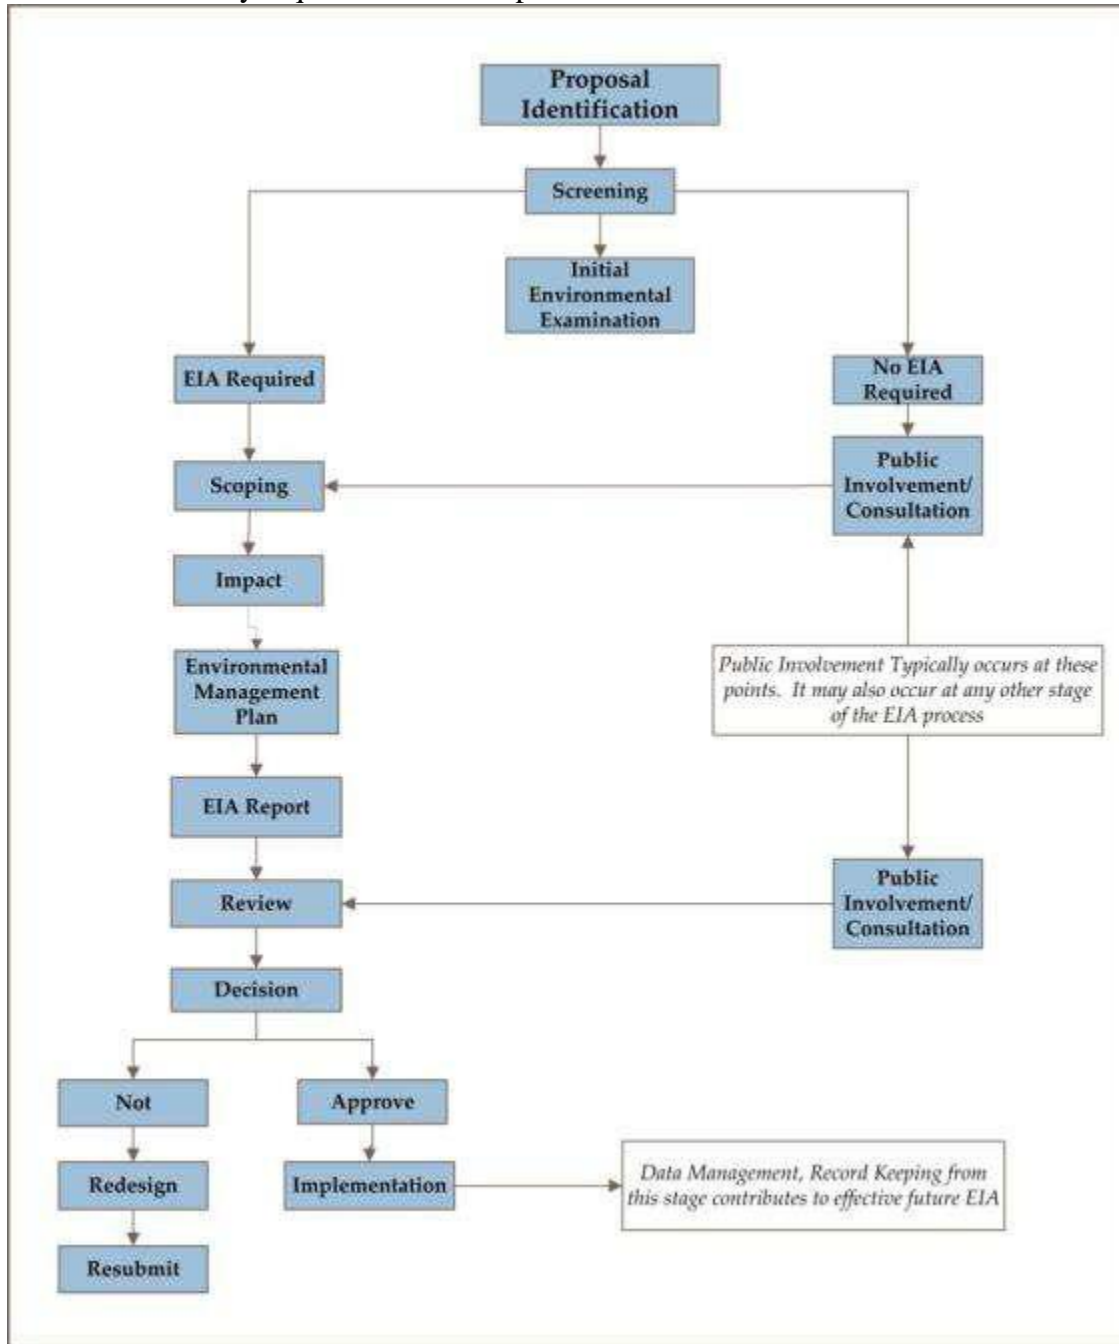 Proposal
Identification
Screening
Initial
Environmental
Examination
EIA Required
No EIA
Required
Scoping
Public
Involvement/
Consultation
Impact
Environmental
Management
Plan
Public Involvement Typically occurs at these
points. It may also occur at any other stage
of the EIA process
EIA Report
Review
Public
Involvement/
Consultation
Decision
Not
Approve
Redesign
Implementation
Data Management, Record Keeping from
this stage contributes to effective future EIA
Resubmit